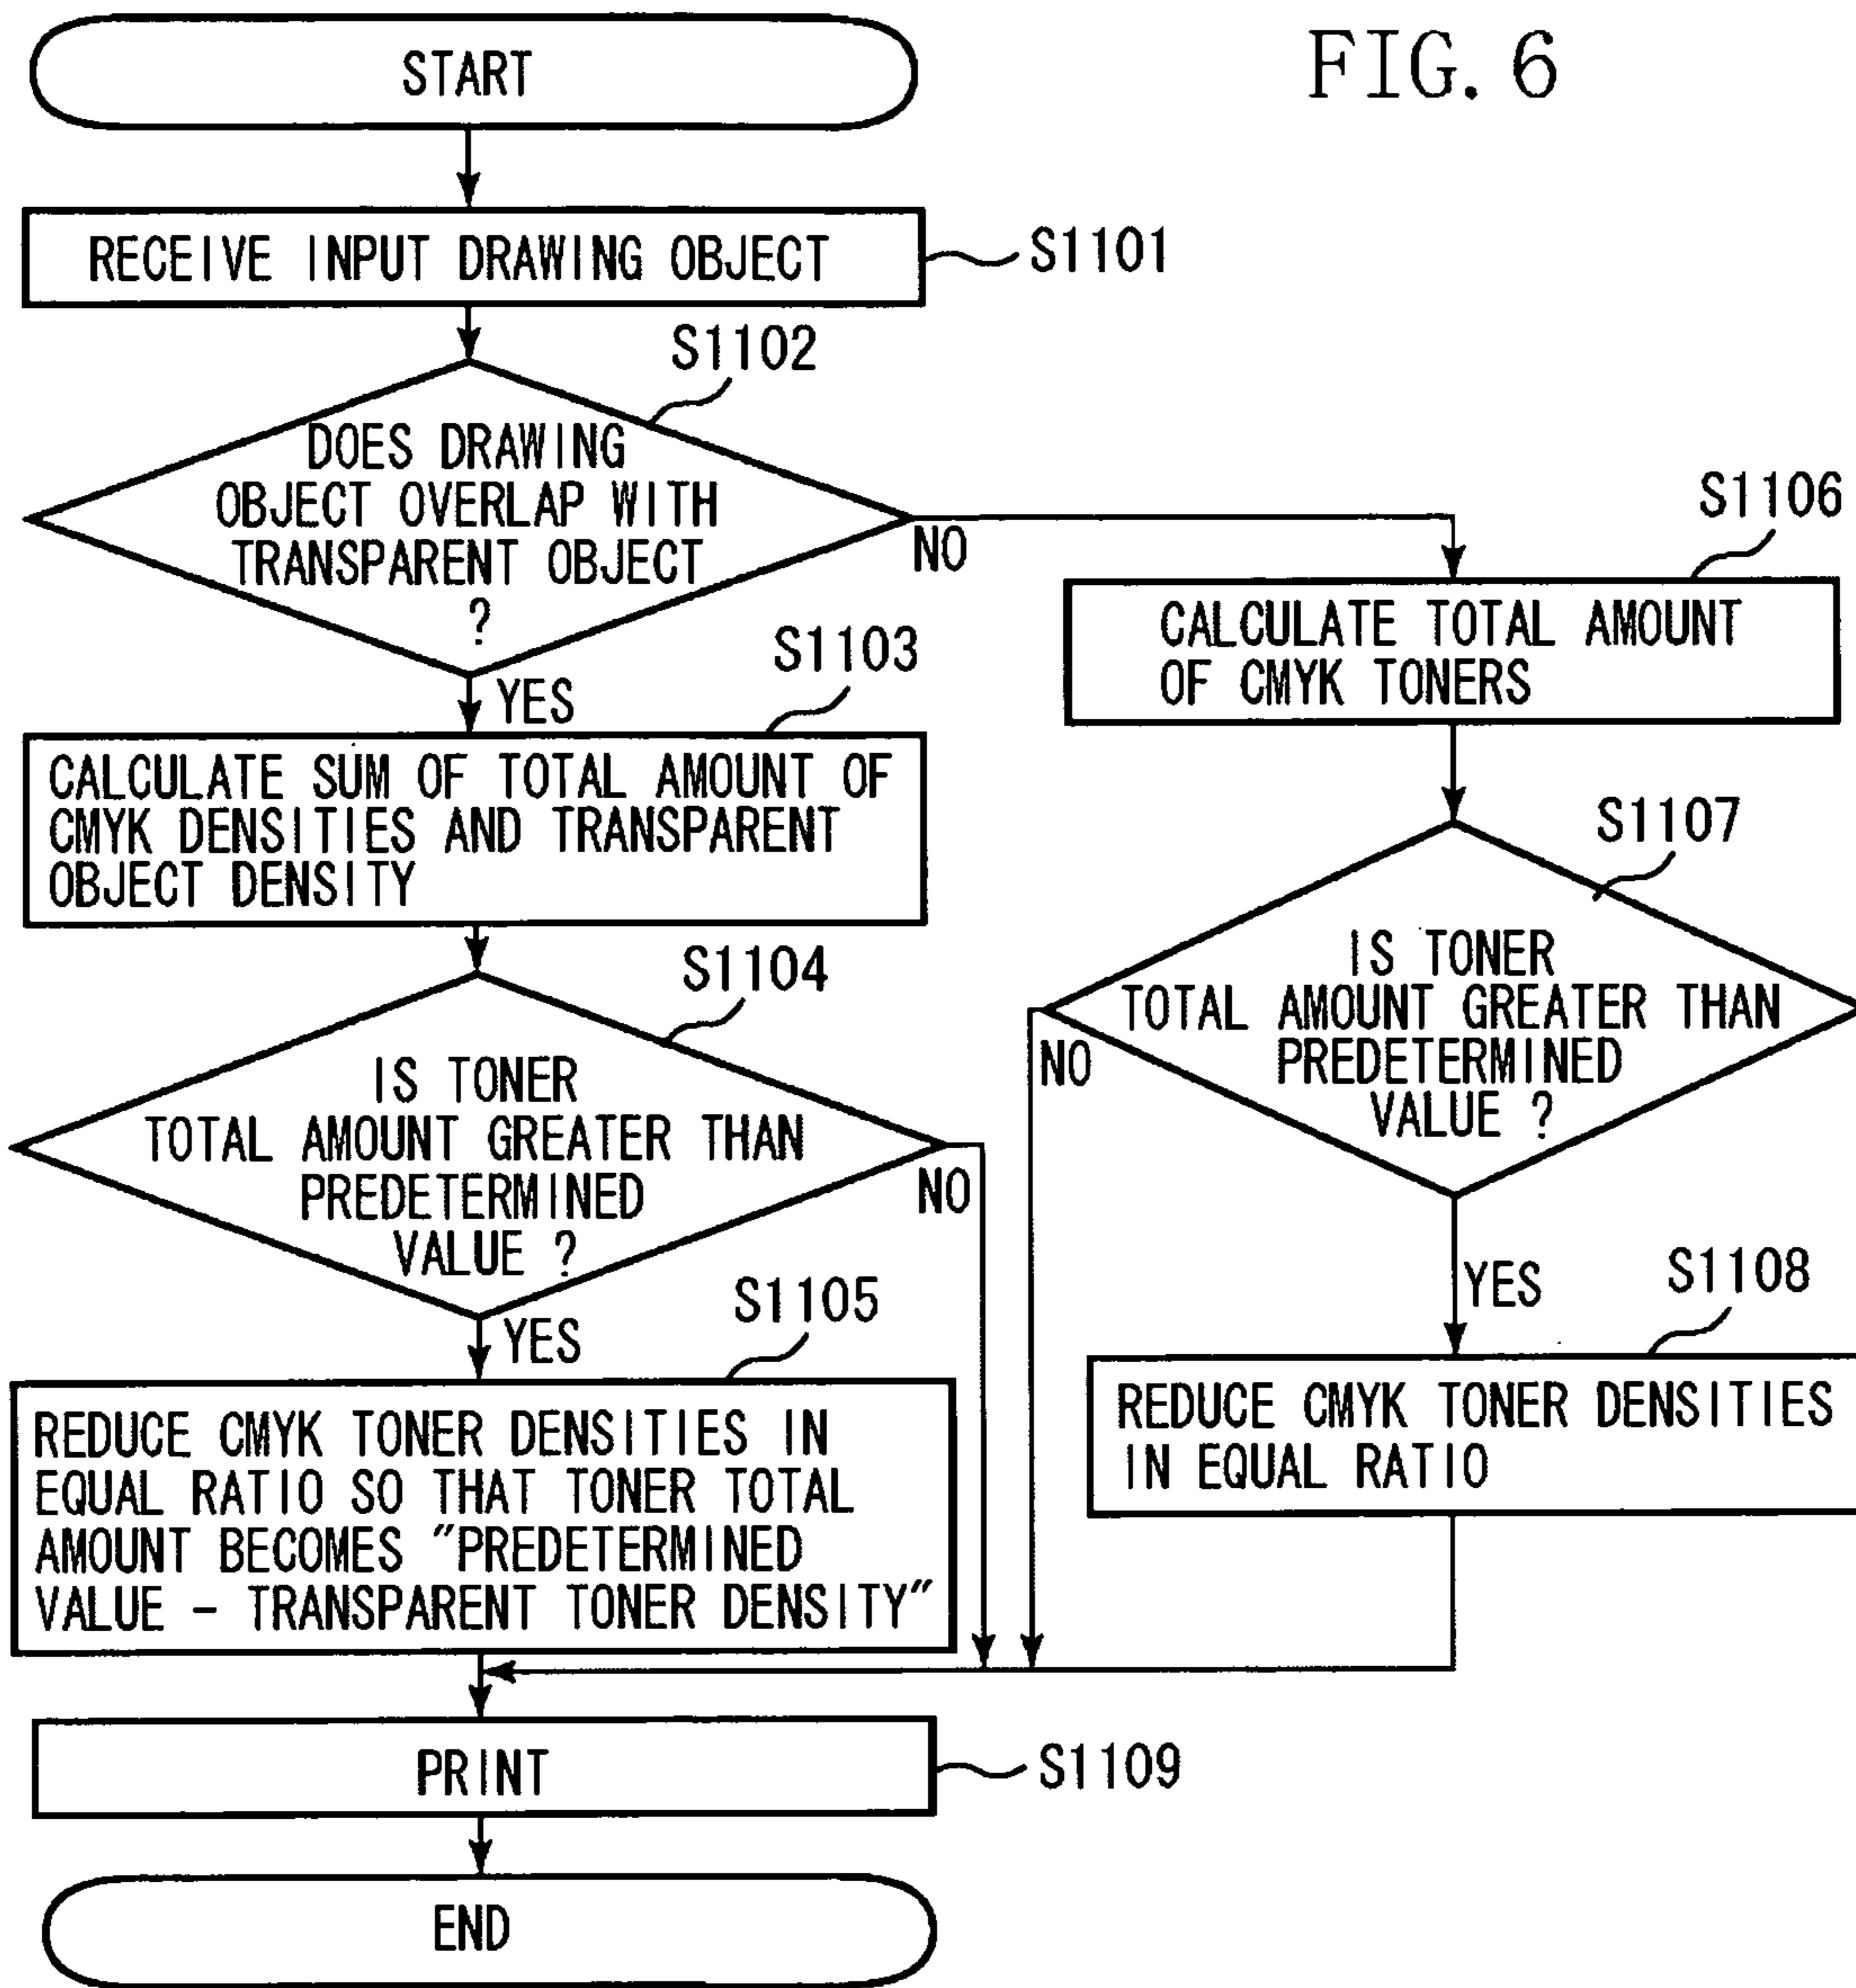 FIG. 6
START
RECEIVE INPUT DRAWING OBJECT
S1101
S1102
DOES DRAWING
OBJECT OVERLAP WITH
TRANSPARENT OBJECT
?
NO
YES
S1103
CALCULATE SUM OF TOTAL AMOUNT OF
CMYK DENSITIES AND TRANSPARENT
OBJECT DENSITY
S1104
IS TONER
TOTAL AMOUNT GREATER THAN
PREDETERMINED
VALUE ?
NO
YES
S1105
REDUCE CMYK TONER DENSITIES IN
EQUAL RATIO SO THAT TONER TOTAL
AMOUNT BECOMES "PREDETERMINED
VALUE - TRANSPARENT TONER DENSITY"
S1106
CALCULATE TOTAL AMOUNT
OF CMYK TONERS
S1107
IS TONER
TOTAL AMOUNT GREATER THAN
PREDETERMINED
VALUE ?
NO
YES
S1108
REDUCE CMYK TONER DENSITIES
IN EQUAL RATIO
PRINT
S1109
END